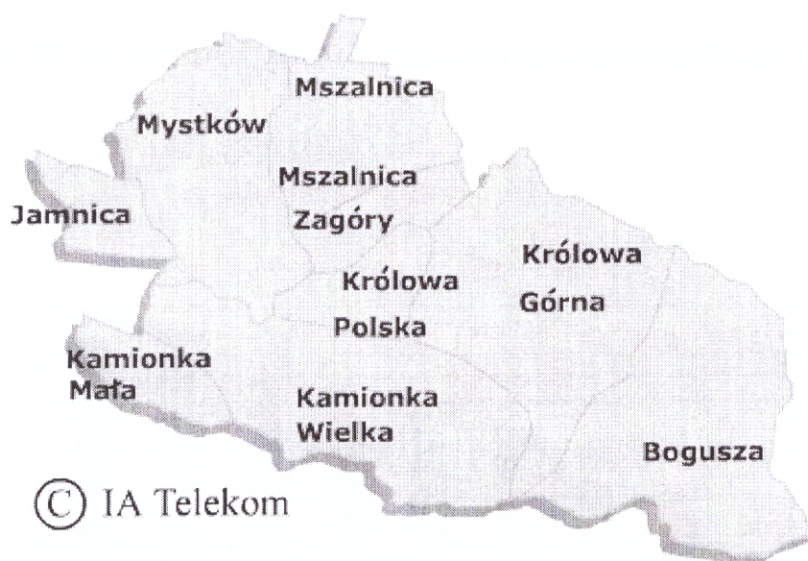 Mszalnica
Mystków
Mszalnica
Zagóry
Jamnica
Królowa
Górna
Królowa
Polska
Kamionka
Mała
Kamionka
Wielka
Bogusza
© IA Telekom